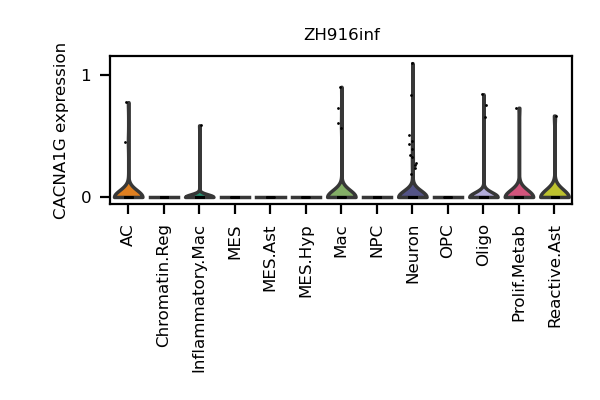 ZH916inf
CACNA1G expression
1
0
AC
Chromatin.Reg
Inflammatory.Mac
MES
MES.Ast
MES.Hyp
Mac
NPC
Neuron
OPC
Oligo
Prolif.Metab
Reactive.Ast